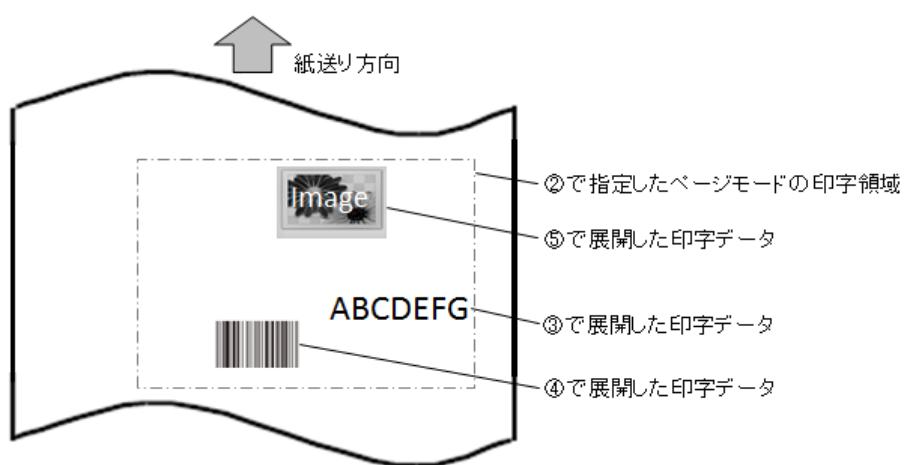 紙送り方向
②で指定したページモードの印字領域
Image
⑤で展開した印字データ
ABCDEFG
③で展開した印字データ
④で展開した印字データ